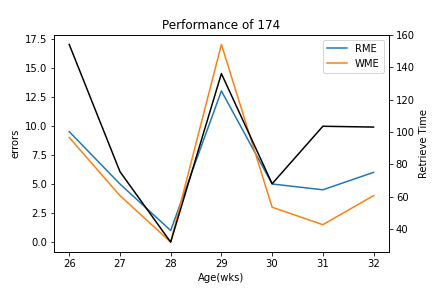 Performance of 174
17.5
15.0
12.5
10.0
7.5
5.0
2.5
0.0
errors
26 27 28 29 30 31 32
Age(wks)
160
140
120
100
80
60
40
Retrieve Time
RME
WME